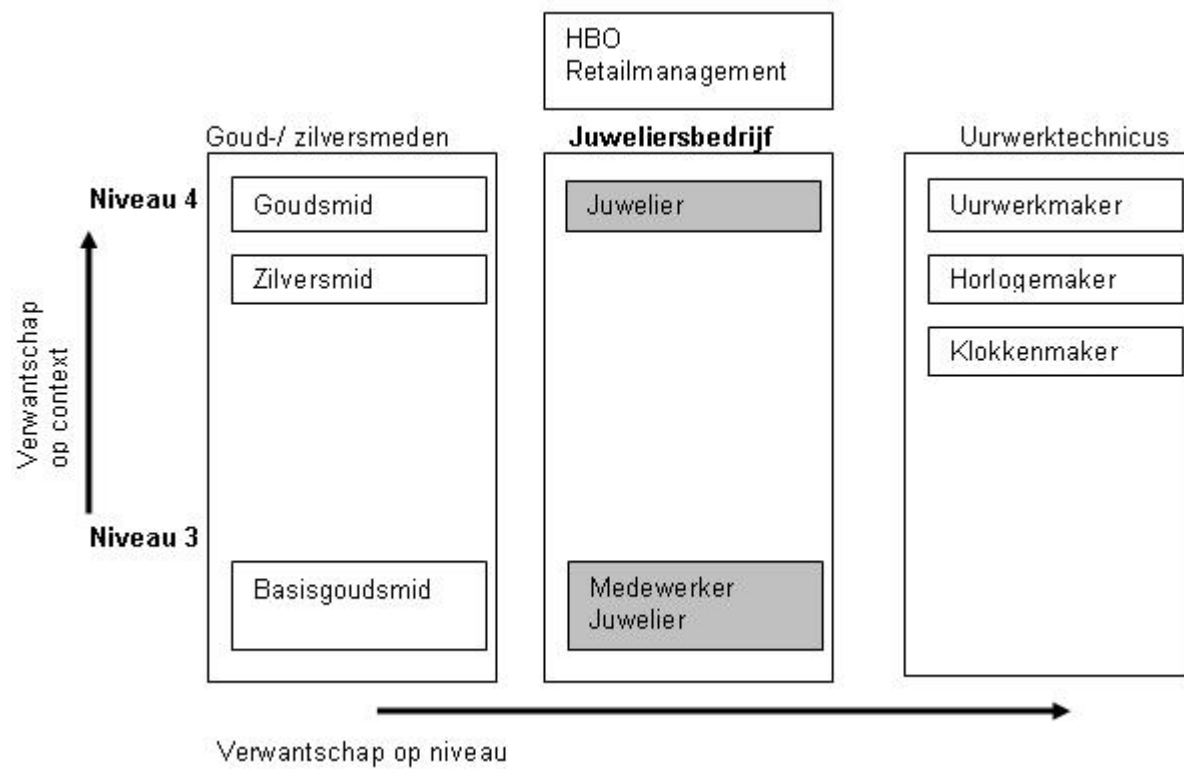 HBO
Retailmanagement
Goud-/ zilversmeden
Juweliersbedrijf
Uurwerktechnicus
Niveau 4
Goudsmid
Juwelier
Uurwerkmaker
Zilversmid
Horlogemaker
Klokkenmaker
Verwantschap
op context
Niveau 3
Basisgoudsmid
Medewerker
Juwelier
Verwantschap op niveau